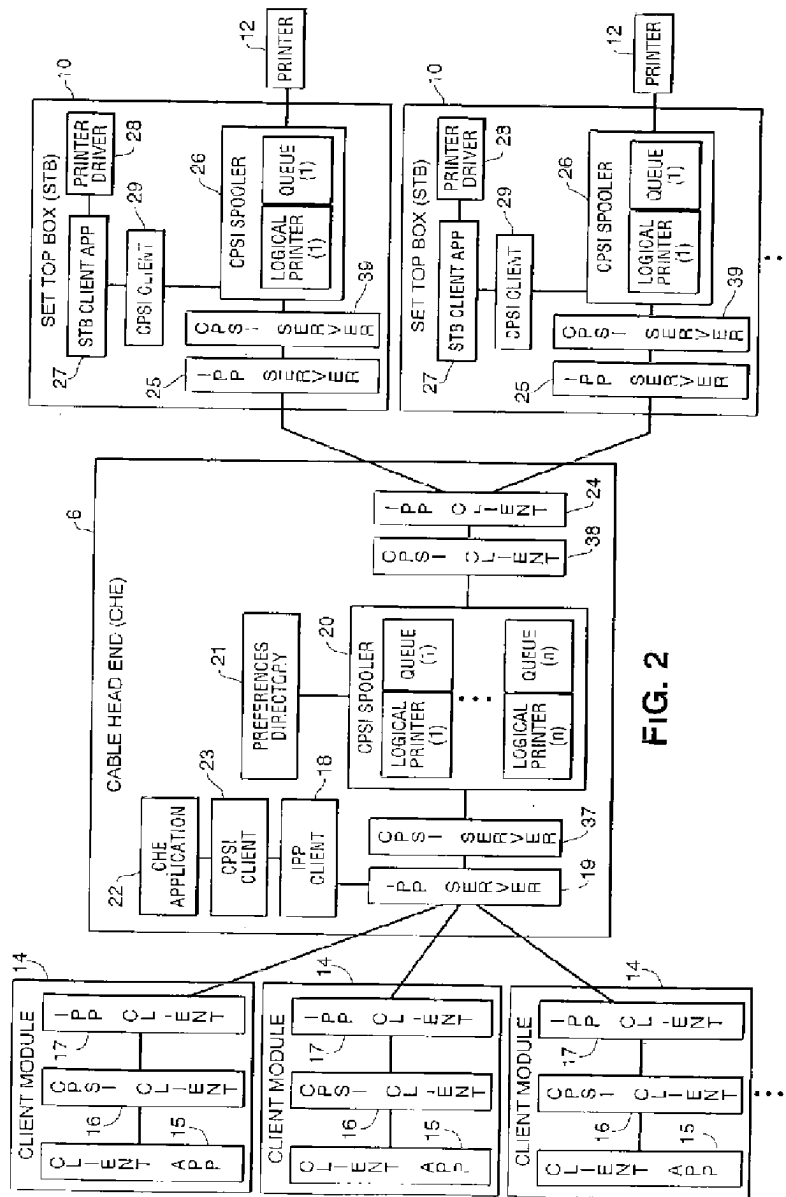 CLIENT MODULE
14
CLIENT APP
15
CPSI CLIENT
16
IPP CLIENT
17
CLIENT MODULE
14
CLIENT APP
15
CPSI CLIENT
16
IPP CLIENT
17
CLIENT MODULE
14
CLIENT APP
15
CPSI CLIENT
16
IPP CLIENT
17
CABLE HEAD END (CHE)
6
CHE APPLICATION
22
CPSI CLIENT
23
IPP CLIENT
18
IPP SERVER
19
CPSI SERVER
37
PREFERENCES DIRECTORY
21
CPSI SPOOLER
20
LOGICAL PRINTER (1)
QUEUE (1)
LOGICAL PRINTER (n)
QUEUE (n)
CPSI CLIENT
38
IPP CLIENT
24
SET TOP BOX (STB)
10
STB CLIENT APP
27
PRINTER DRIVER
28
CPSI CLIENT
29
CPSI SPOOLER
26
LOGICAL PRINTER (1)
QUEUE (1)
IPP SERVER
25
CPSI SERVER
39
PRINTER
12
SET TOP BOX (STB)
10
STB CLIENT APP
27
PRINTER DRIVER
28
CPSI CLIENT
29
CPSI SPOOLER
26
LOGICAL PRINTER (1)
QUEUE (1)
IPP SERVER
25
CPSI SERVER
39
PRINTER
12
FIG. 2